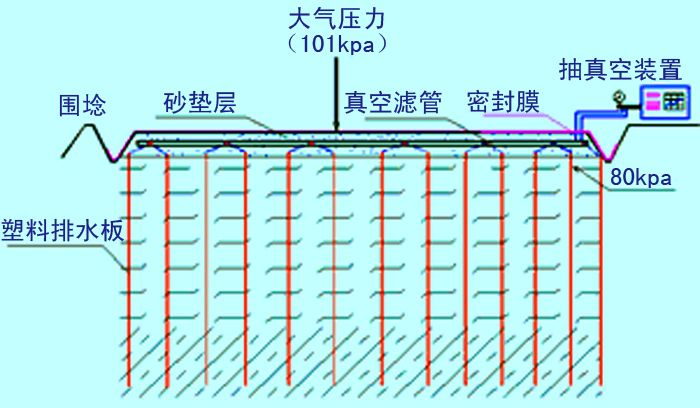 大气压力
（101kpa）
抽真空装置
围埝
砂垫层
真空滤管
密封膜
80kpa
塑料排水板